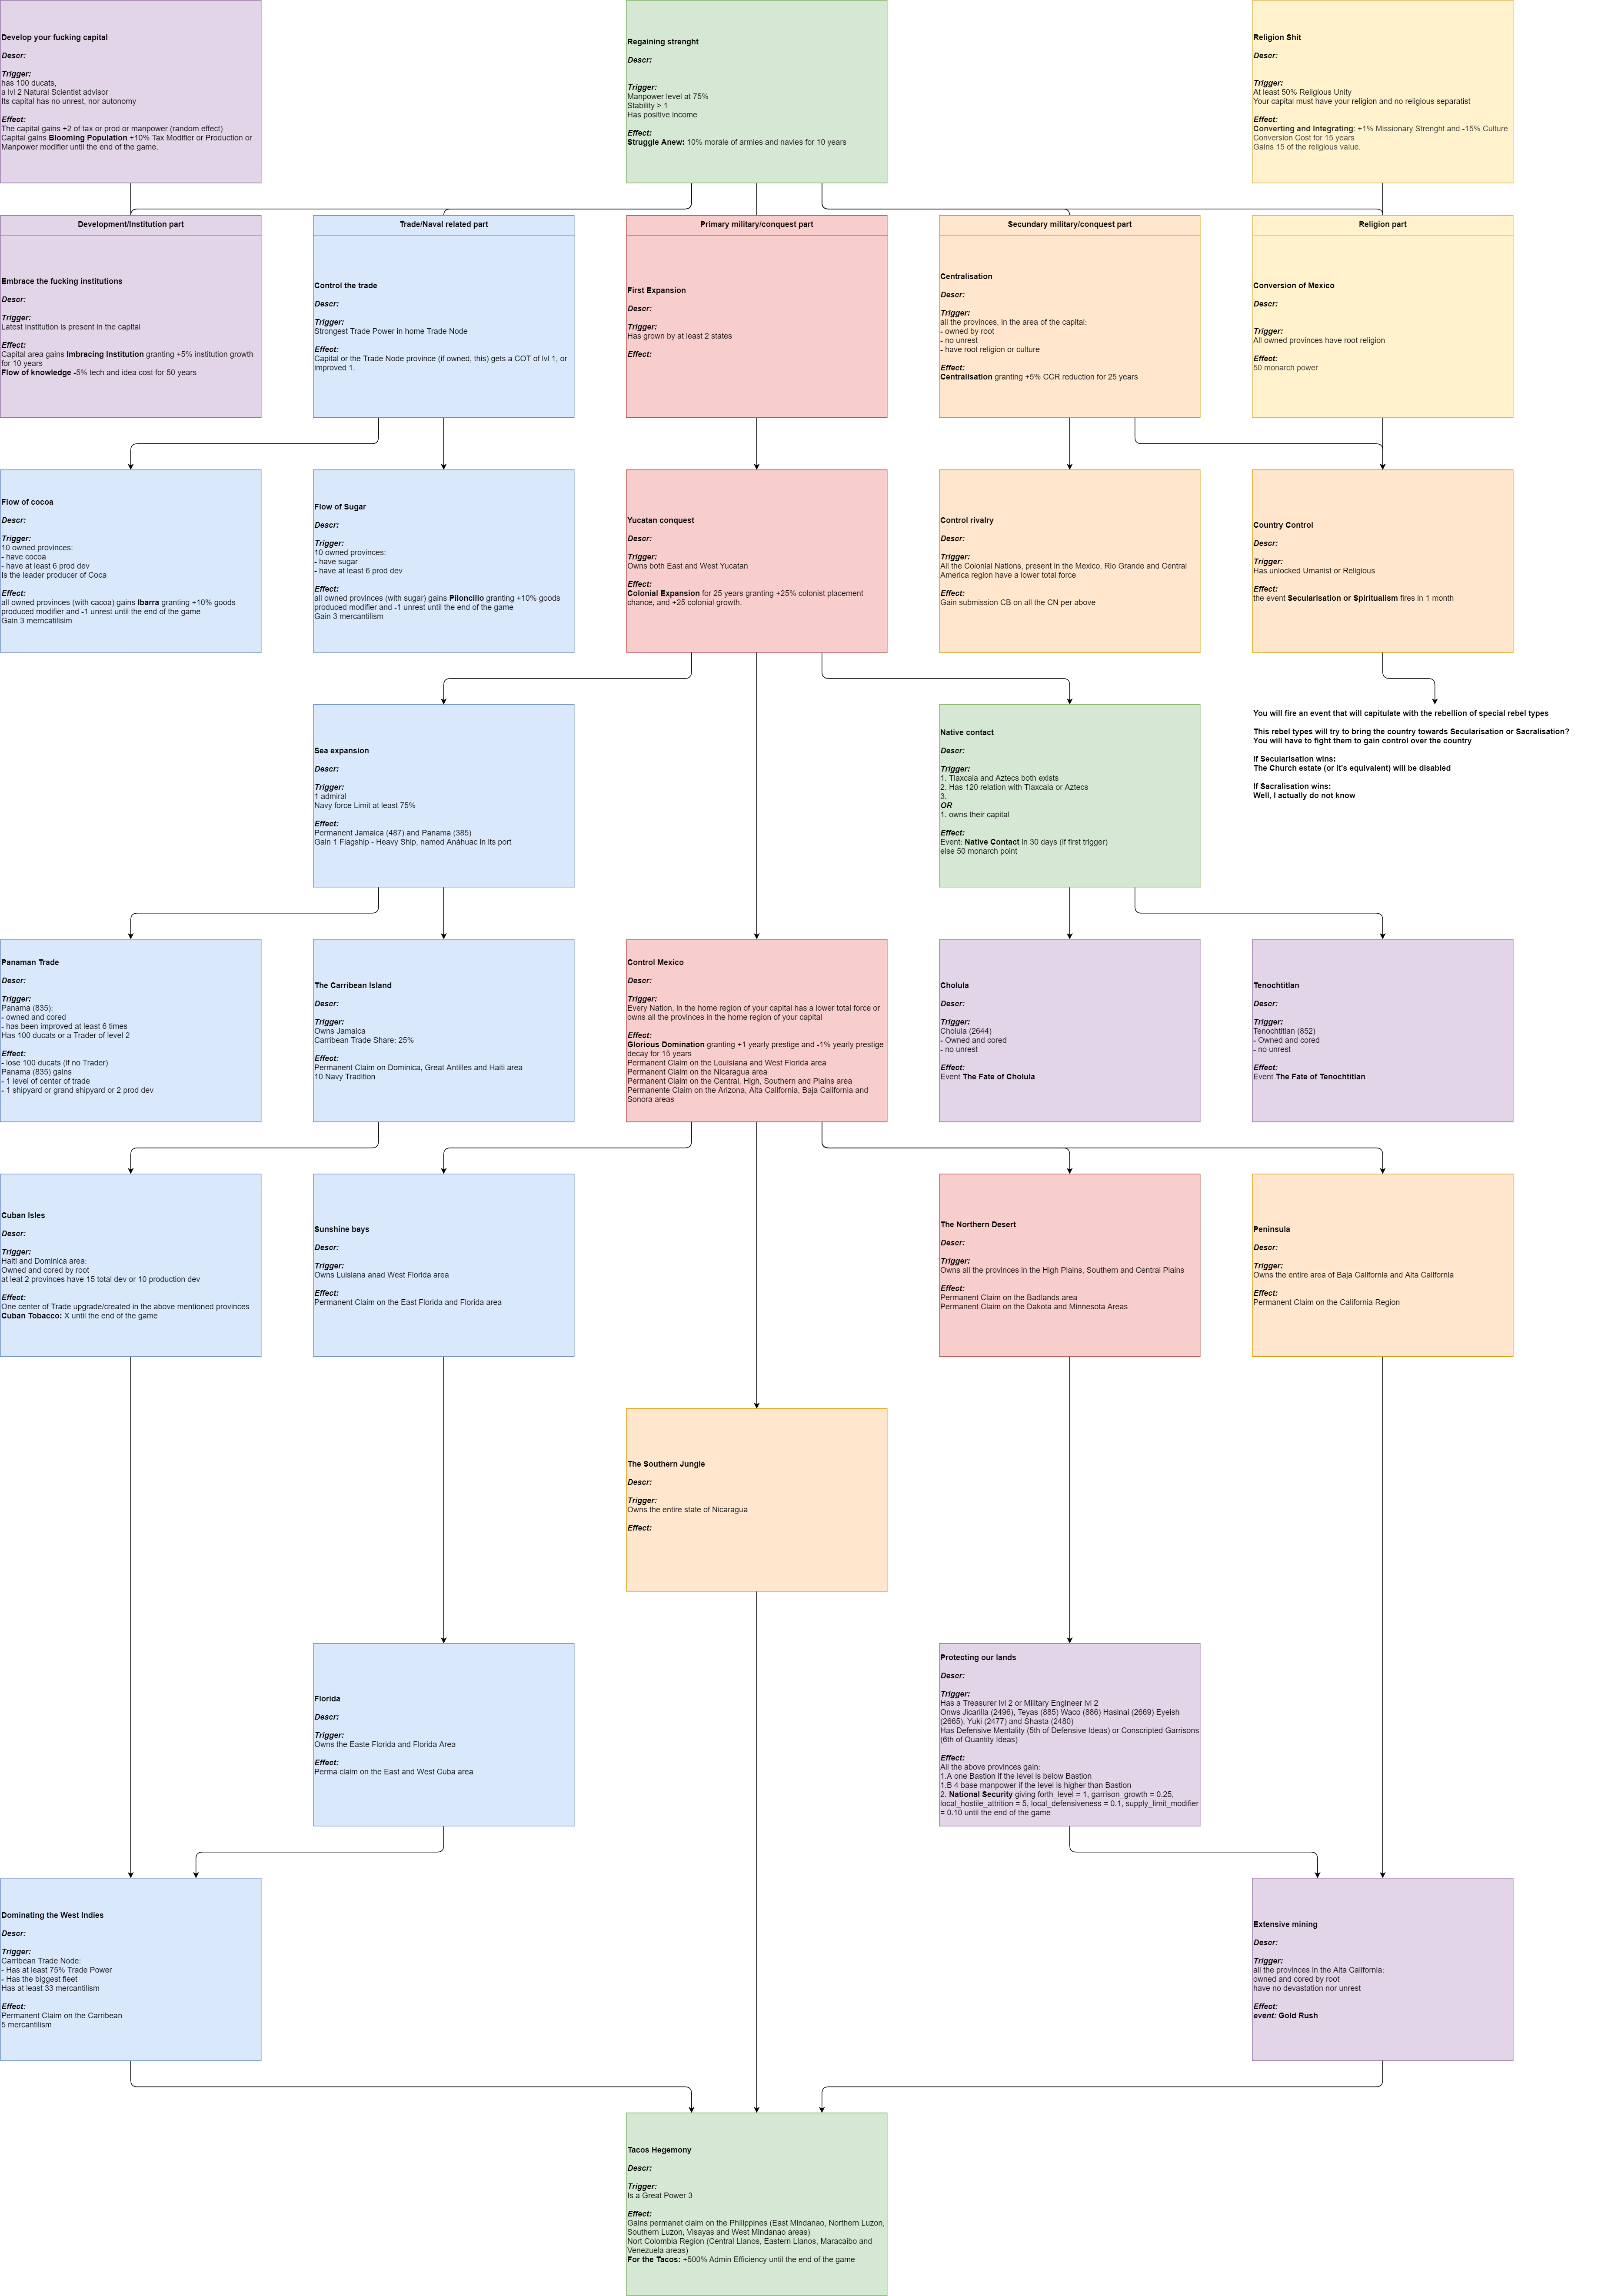 Develop your fucking capital
Descr:
Trigger:
has 100 ducats,
a lvl 2 Natural Scientist advisor
Its capital has no unrest, nor autonomy
Effect:
The capital gains +2 of tax or prod or manpower (random effect)
Capital gains Blooming Population +10% Tax Modifier or Production or
Manpower modifier until the end of the game.
Regaining strenght
Descr:
Trigger:
Manpower level at 75%
Stability > 1
Has positive income
Effect:
Struggle Anew: 10% morale of armies and navies for 10 years
Religion Shit
Descr:
Trigger:
At least 50% Religious Unity
Your capital must have your religion and no religious separatist
Effect:
Converting and Integrating: +1% Missionary Strenght and -15% Culture
Conversion Cost for 15 years
Gains 15 of the religious value.
Development/institution part
Embrace the fucking institutions
Descr:
Trigger:
Latest Institution is present in the capital
Effect:
Capital area gains Imbracing Institution granting +5% institution growth
for 10 years
Flow of knowledge -5% tech and idea cost for 50 years
Trade/Naval related part
Control the trade
Descr:
Trigger:
Strongest Trade Power in home Trade Node
Effect:
Capital or the Trade Node province (if owned, this) gets a COT of lvl 1, or
improved 1.
Primary military/conquest part
First Expansion
Descr:
Trigger:
Has grown by at least 2 states
Effect:
Secundary military/conquest part
Centralisation
Descr:
Trigger:
all the provinces, in the area of the capital:
- owned by root
- no unrest
- have root religion or culture
Effect:
Centralisation granting +5% CCR reduction for 25 years
Religion part
Conversion of Mexico
Descr:
Trigger:
All owned provinces have root religion
Effect:
50 monarch power
Flow of cocoa
Descr:
Trigger:
10 owned provinces:
- have cocoa
- have at least 6 prod dev
Is the leader producer of Coca
Effect:
all owned provinces (with cacoa) gains Ibarra granting +10% goods
produced modifier and -1 unrest until the end of the game
Gain 3 merncatilisim
Flow of Sugar
Descr:
Trigger:
10 owned provinces:
- have sugar
- have at least 6 prod dev
Effect:
all owned provinces (with sugar) gains Piloncillo granting +10% goods
produced modifier and -1 unrest until the end of the game
Gain 3 mercantilism
Yucatan conquest
Descr:
Trigger:
Owns both East and West Yucatan
Effect:
Colonial Expansion for 25 years granting +25% colonist placement
chance, and +25 colonial growth.
Control rivalry
Descr:
Trigger:
All the Colonial Nations, present in the Mexico, Rio Grande and Central
America region have a lower total force
Effect:
Gain submission CB on all the CN per above
Country Control
Descr:
Trigger:
Has unlocked Umanist or Religious
Effect:
the event Secularisation or Spiritualism fires in 1 month
You will fire an event that will capitulate with the rebellion of special rebel types
This rebel types will try to bring the country towards Secularisation or Sacralisation?
You will have to fight them to gain control over the country
If Secularisation wins:
The Church estate (or it's equivalent) will be disabled
If Sacralisation wins:
Well, I actually do not know
Sea expansion
Descr:
Trigger:
1 admiral
Navy force Limit at least 75%
Effect:
Permanent Jamaica (487) and Panama (385)
Gain 1 Flagship - Heavy Ship, named Anáhuac in its port
Native contact
Descr:
Trigger:
1. Tlaxcala and Aztecs both exists
2. Has 120 relation with Tlaxcala or Aztecs
3.
OR
1. owns their capital
Effect:
Event: Native Contact in 30 days (if first trigger)
else 50 monarch point
Panaman Trade
Descr:
Trigger:
Panama (835):
- owned and cored
- has been improved at least 6 times
Has 100 ducats or a Trader of level 2
Effect:
- lose 100 ducats (if no Trader)
Panama (835) gains
- 1 level of center of trade
- 1 shipyard or grand shipyard or 2 prod dev
The Carribean Island
Descr:
Trigger:
Owns Jamaica
Carribean Trade Share: 25%
Effect:
Permanent Claim on Dominica, Great Antilles and Haiti area
10 Navy Tradition
Control Mexico
Descr:
Trigger:
Every Nation, in the home region of your capital has a lower total force or
owns all the provinces in the home region of your capital
Effect:
Glorious Domination granting +1 yearly prestige and -1% yearly prestige
decay for 15 years
Permanent Claim on the Louisiana and West Florida area
Permanent Claim on the Nicaragua area
Permanent Claim on the Central, High, Southern and Plains area
Permanente Claim on the Arizona, Alta California, Baja California and
Sonora areas
Cholula
Descr:
Trigger:
Cholula (2644)
- Owned and cored
- no unrest
Effect:
Event The Fate of Cholula
Tenochtitlan
Descr:
Trigger:
Tenochtitlan (852)
- Owned and cored
- no unrest
Effect:
Event The Fate of Tenochtitlan
Cuban Isles
Descr:
Trigger:
Haiti and Dominica area:
Owned and cored by root
at leat 2 provinces have 15 total dev or 10 production dev
Effect:
One center of Trade upgrade/created in the above mentioned provinces
Cuban Tobacco: X until the end of the game
Sunshine bays
Descr:
Trigger:
Owns Luisiana anad West Florida area
Effect:
Permanent Claim on the East Florida and Florida area
The Northern Desert
Descr:
Trigger:
Owns all the provinces in the High Plains, Southern and Central Plains
Effect:
Permanent Claim on the Badlands area
Permanent Claim on the Dakota and Minnesota Areas
Peninsula
Descr:
Trigger:
Owns the entire area of Baja California and Alta California
Effect:
Permanent Claim on the California Region
The Southern Jungle
Descr:
Trigger:
Owns the entire state of Nicaragua
Effect:
Florida
Descr:
Trigger:
Owns the Easte Florida and Florida Area
Effect:
Perma claim on the East and West Cuba area
Protecting our lands
Descr:
Trigger:
Has a Treasurer lvl 2 or Military Engineer lvl 2
Onws Jicarilla (2496), Teyas (885) Waco (886) Hasinai (2669) Eyeish
(2665), Yuki (2477) and Shasta (2480)
Has Defensive Mentality (5th of Defensive Ideas) or Conscripted Garrisons
(6th of Quantity Ideas)
Effect:
All the above provinces gain:
1.A one Bastion if the level is below Bastion
1.B 4 base manpower if the level is higher than Bastion
2. National Security giving forth_level = 1, garrison_growth = 0.25,
local_hostile_attrition = 5, local_defensiveness = 0.1, supply_limit_modifier
= 0.10 until the end of the game
Dominating the West Indies
Descr:
Trigger:
Carribean Trade Node:
- Has at least 75% Trade Power
- Has the biggest fleet
Has at least 33 mercantilism
Effect:
Permanent Claim on the Carribean
5 mercantilism
Extensive mining
Descr:
Trigger:
all the provinces in the Alta California:
owned and cored by root
have no devastation nor unrest
Effect:
event: Gold Rush
Tacos Hegemony
Descr:
Trigger:
Is a Great Power 3
Effect:
Gains permanet claim on the Philippines (East Mindanao, Northern Luzon,
Southern Luzon, Visayas and West Mindanao areas)
Nort Colombia Region (Central Llanos, Eastern Llanos, Maracaibo and
Venezuela areas)
For the Tacos: +500% Admin Efficiency until the end of the game